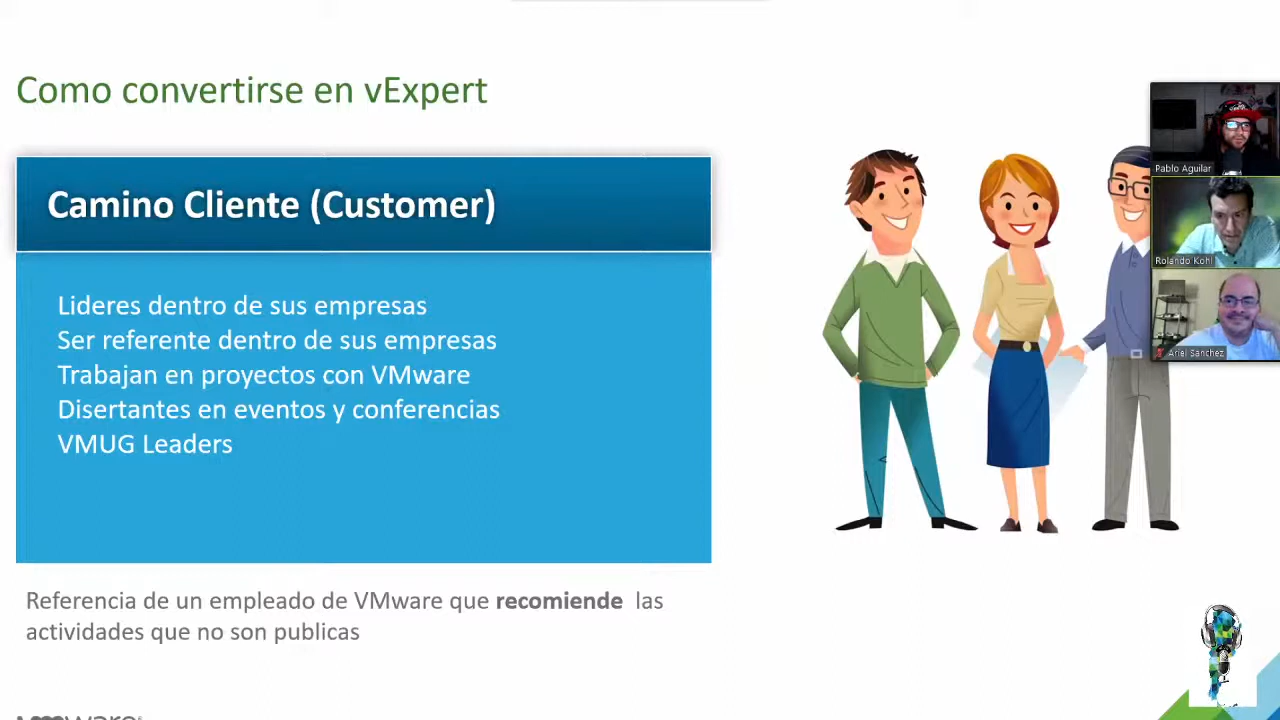 Como convertirse en vExpert
Camino Cliente (Customer)
Lideres dentro de sus empresas
Ser referente dentro de sus empresas
Trabajan en proyectos con VMware
Disertantes en eventos y conferencias
VMUG Leaders
Referencia de un empleado de VMware que recomiende las
actividades que no son publicas
Pablo Aguilar
Rolando Kohl
Ariel Sanchez
vmware